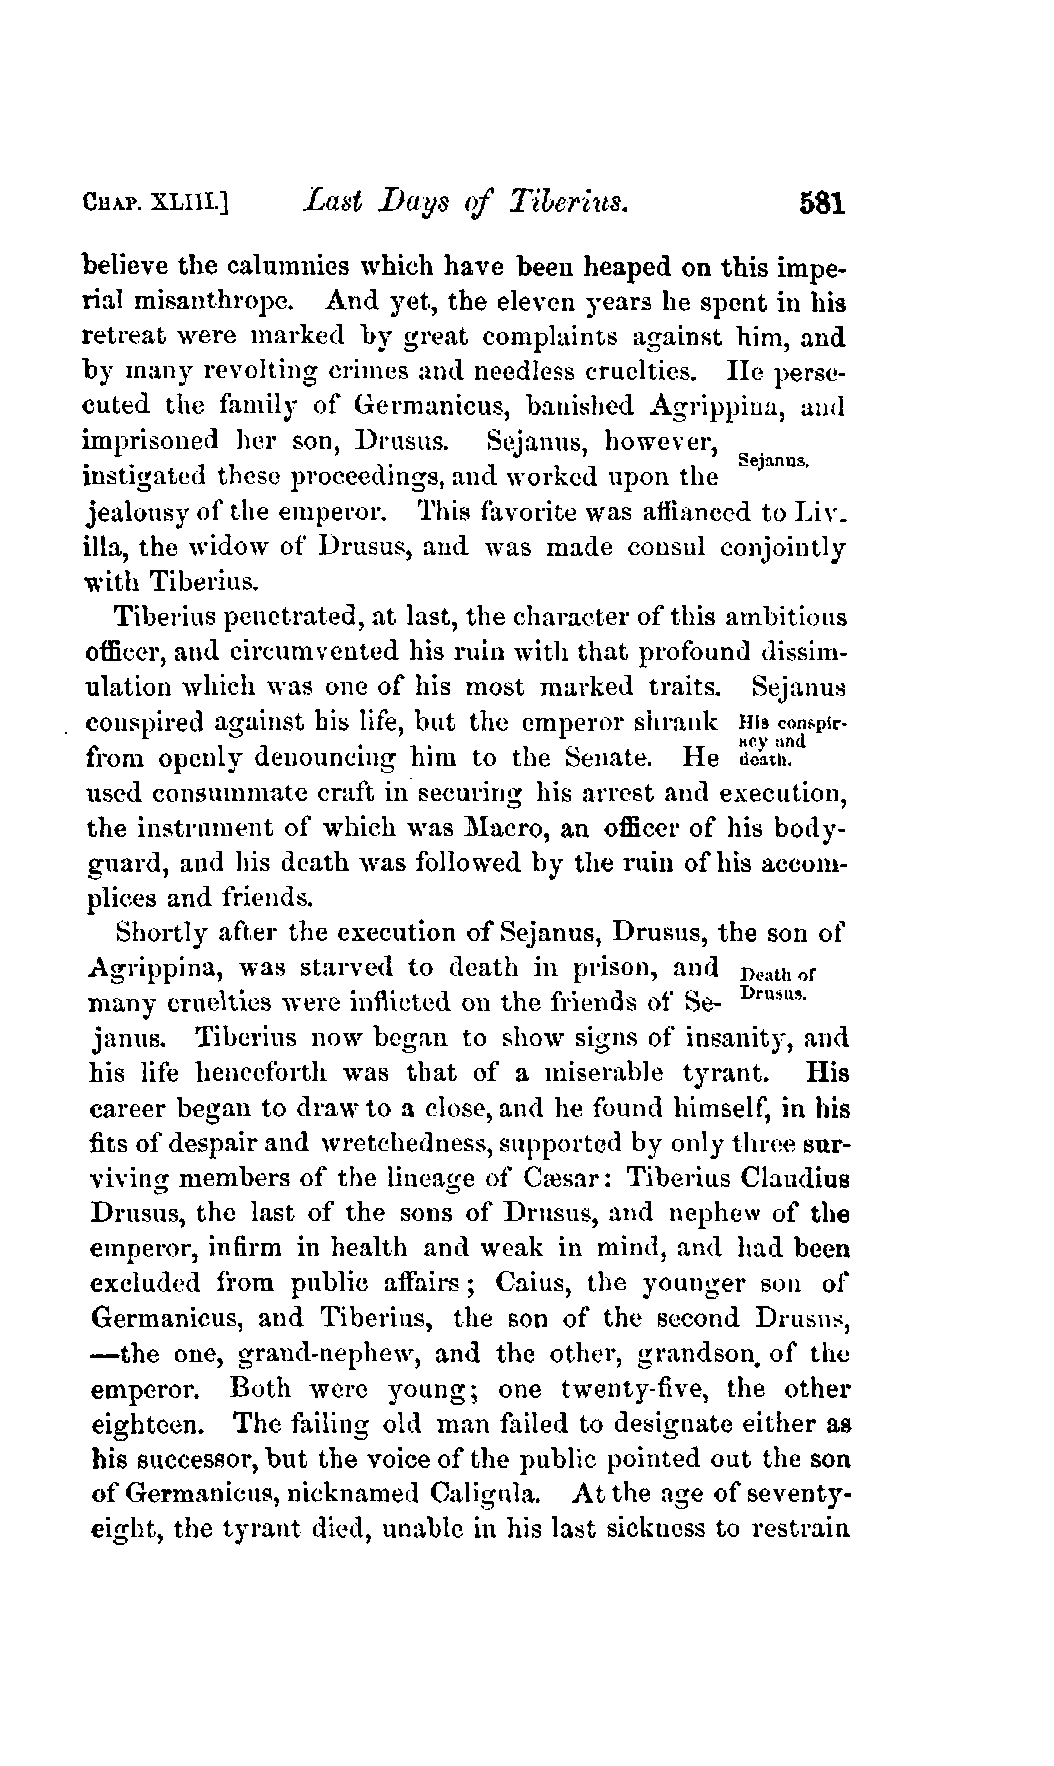 CHAP. XLIII.] Last Days of Tiberius. 581
believe the calumnies which have been heaped on this impe-
rial misanthrope. And yet, the eleven years he spent in his
retreat were marked by great complaints against him, and
by many revolting crimes and needless cruelties. He perse-
cuted the family of Germanicus, banished Agrippina, and
imprisoned her son, Drusus. Sejanus, however,
Sejanus.
instigated these proceedings, and worked upon the
jealousy of the emperor. This favorite was affianced to Liv-
illa, the widow of Drusus, and was made consul conjointly
with Tiberius.
Tiberius penetrated, at last, the character of this ambitious
officer, and circumvented his ruin with that profound dissim-
ulation which was one of his most marked traits. Sejanus
conspired against his life, but the emperor shrank
His conspir-
acy and
death.
from openly denouncing him to the Senate. He
used consummate craft in securing his arrest and execution,
the instrument of which was Macro, an officer of his body-
guard, and his death was followed by the ruin of his accom-
plices and friends.
Shortly after the execution of Sejanus, Drusus, the son of
Agrippina, was starved to death in prison, and
Death of
Drusus.
many cruelties were inflicted on the friends of Se-
janus. Tiberius now began to show signs of insanity, and
his life henceforth was that of a miserable tyrant. His
career began to draw to a close, and he found himself, in his
fits of despair and wretchedness, supported by only three sur-
viving members of the lineage of Cæsar: Tiberius Claudius
Drusus, the last of the sons of Drusus, and nephew of the
emperor, infirm in health and weak in mind, and had been
excluded from public affairs; Caius, the younger son of
Germanicus, and Tiberius, the son of the second Drusus,
—the one, grand-nephew, and the other, grandson. of the
emperor. Both were young; one twenty-five, the other
eighteen. The failing old man failed to designate either as
his successor, but the voice of the public pointed out the son
of Germanicus, nicknamed Caligula. At the age of seventy-
eight, the tyrant died, unable in his last sickness to restrain